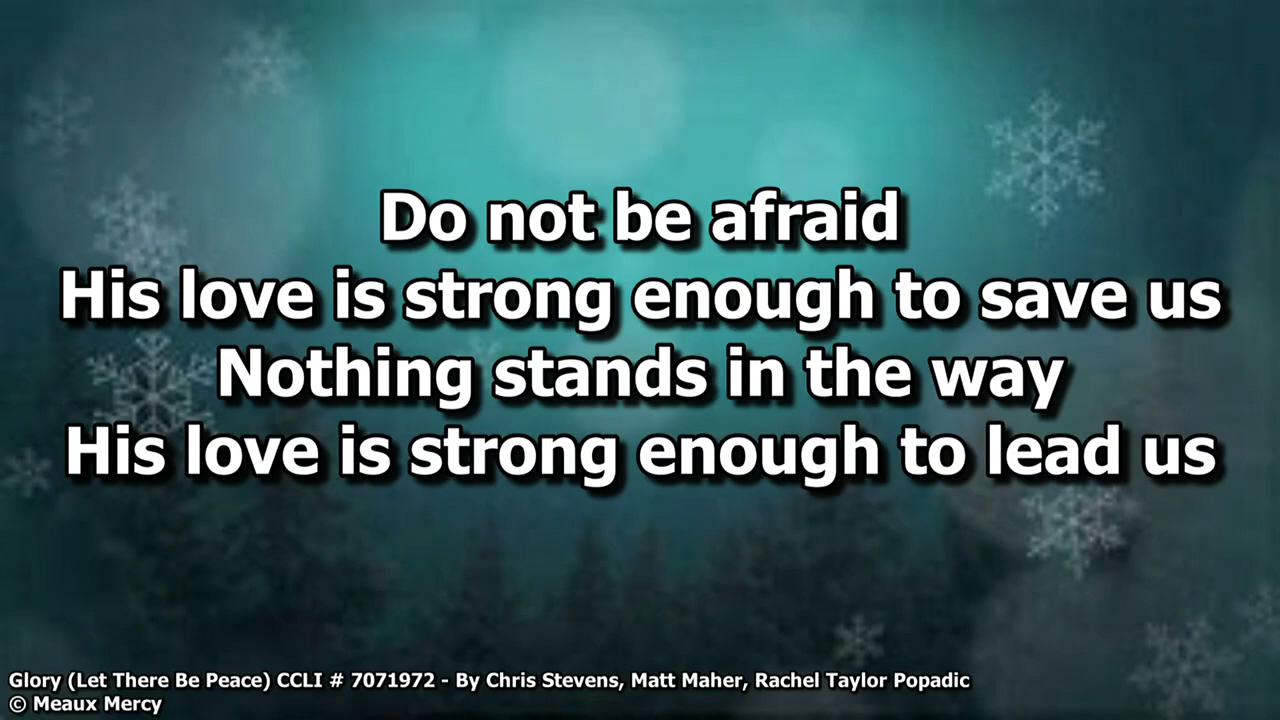 Do not be afraid
His love is strong enough to save us
Nothing stands in the way
His love is strong enough to lead us
Glory (Let There Be Peace) CCLI # 7071972 - By Chris Stevens, Matt Maher, Rachel Taylor Popadic
© Meaux Mercy